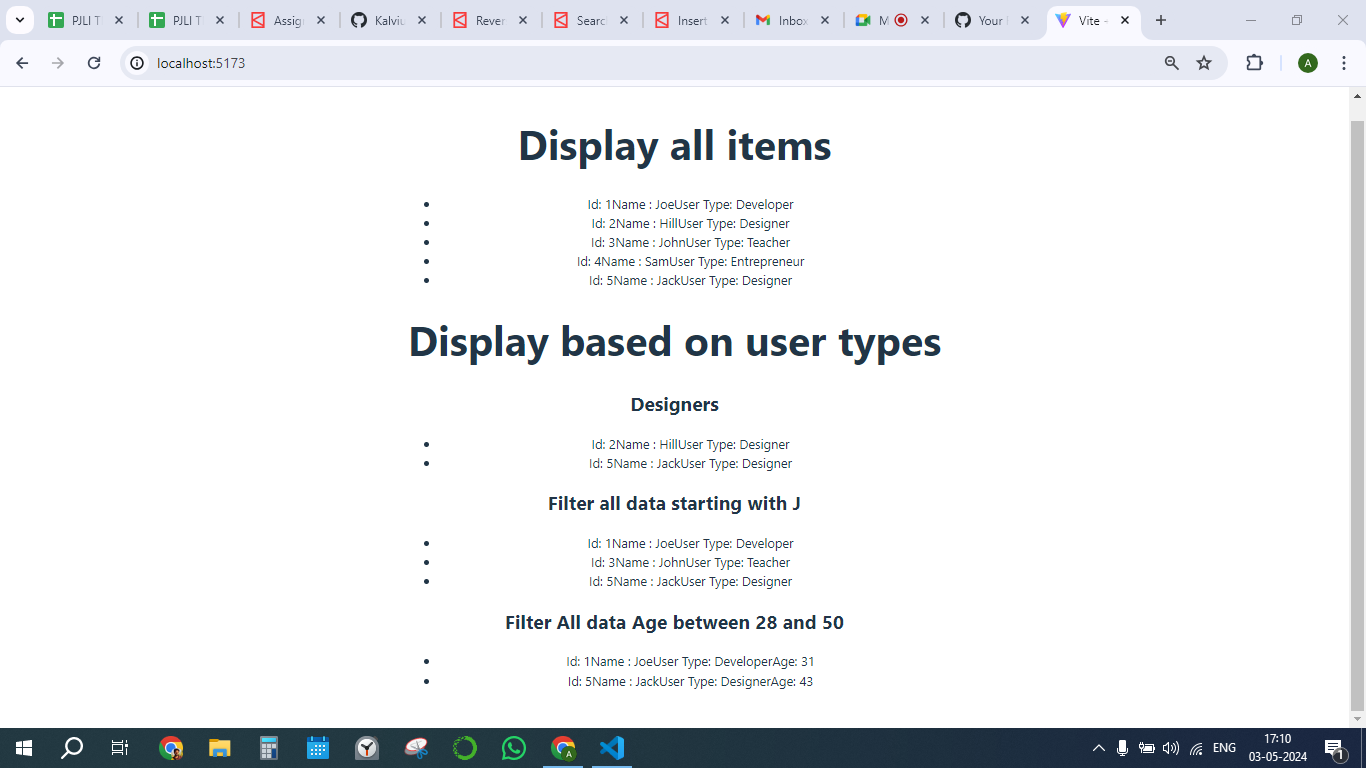 PJLI T
PJLI T
Assign
Kalviu
Rever
Searc
Insert
Inbox
M
Your
Vite -
localhost:5173
A
Display all items
Id: 1Name : JoeUser Type: Developer
Id: 2Name : HillUser Type: Designer
Id: 3Name : JohnUser Type: Teacher
Id: 4Name : SamUser Type: Entrepreneur
Id: 5Name : JackUser Type: Designer
Display based on user types
Designers
Id: 2Name : HillUser Type: Designer
Id: 5Name : JackUser Type: Designer
Filter all data starting with J
Id: 1Name : JoeUser Type: Developer
Id: 3Name : JohnUser Type: Teacher
Id: 5Name : JackUser Type: Designer
Filter All data Age between 28 and 50
Id: 1Name : JoeUser Type: DeveloperAge: 31
Id: 5Name : JackUser Type: DesignerAge: 43
ENG
17:10
03-05-2024
1